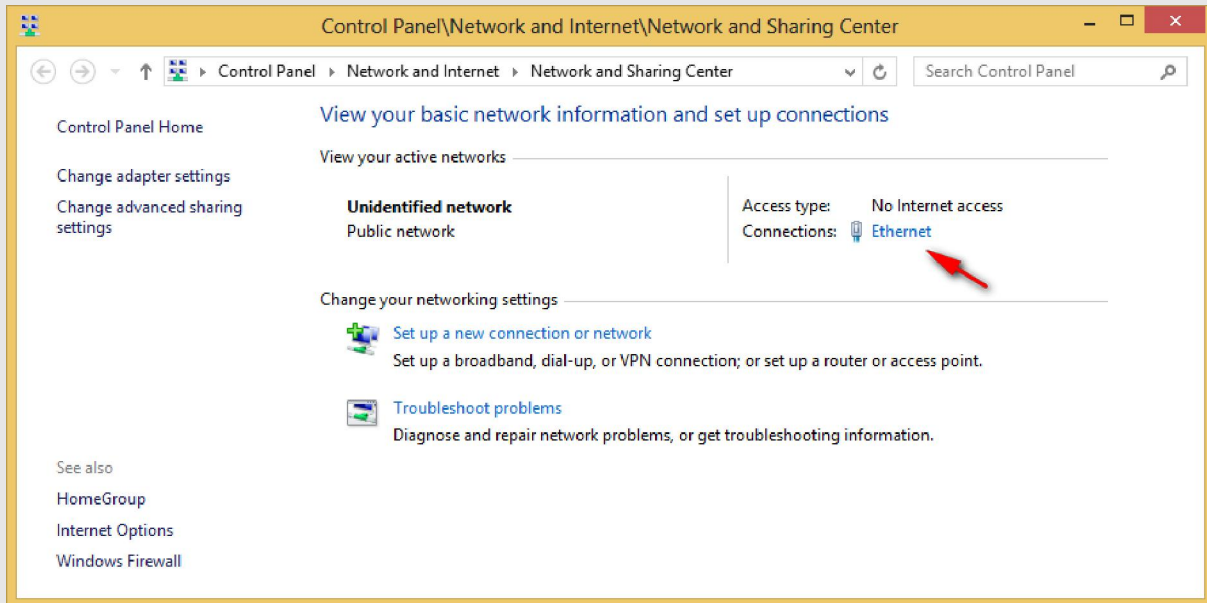 Control Panel\Network and Internet\Network and Sharing Center
Control Panel Network and Internet Network and Sharing Center
Search Control Panel
Control Panel Home
Change adapter settings
Change advanced sharing
settings
View your basic network information and set up connections
View your active networks
Unidentified network
Public network
Access type: No Internet access
Connections: Ethernet
Change your networking settings
Set up a new connection or network
Set up a broadband, dial-up, or VPN connection; or set up a router or access point.
Troubleshoot problems
Diagnose and repair network problems, or get troubleshooting information.
See also
HomeGroup
Internet Options
Windows Firewall